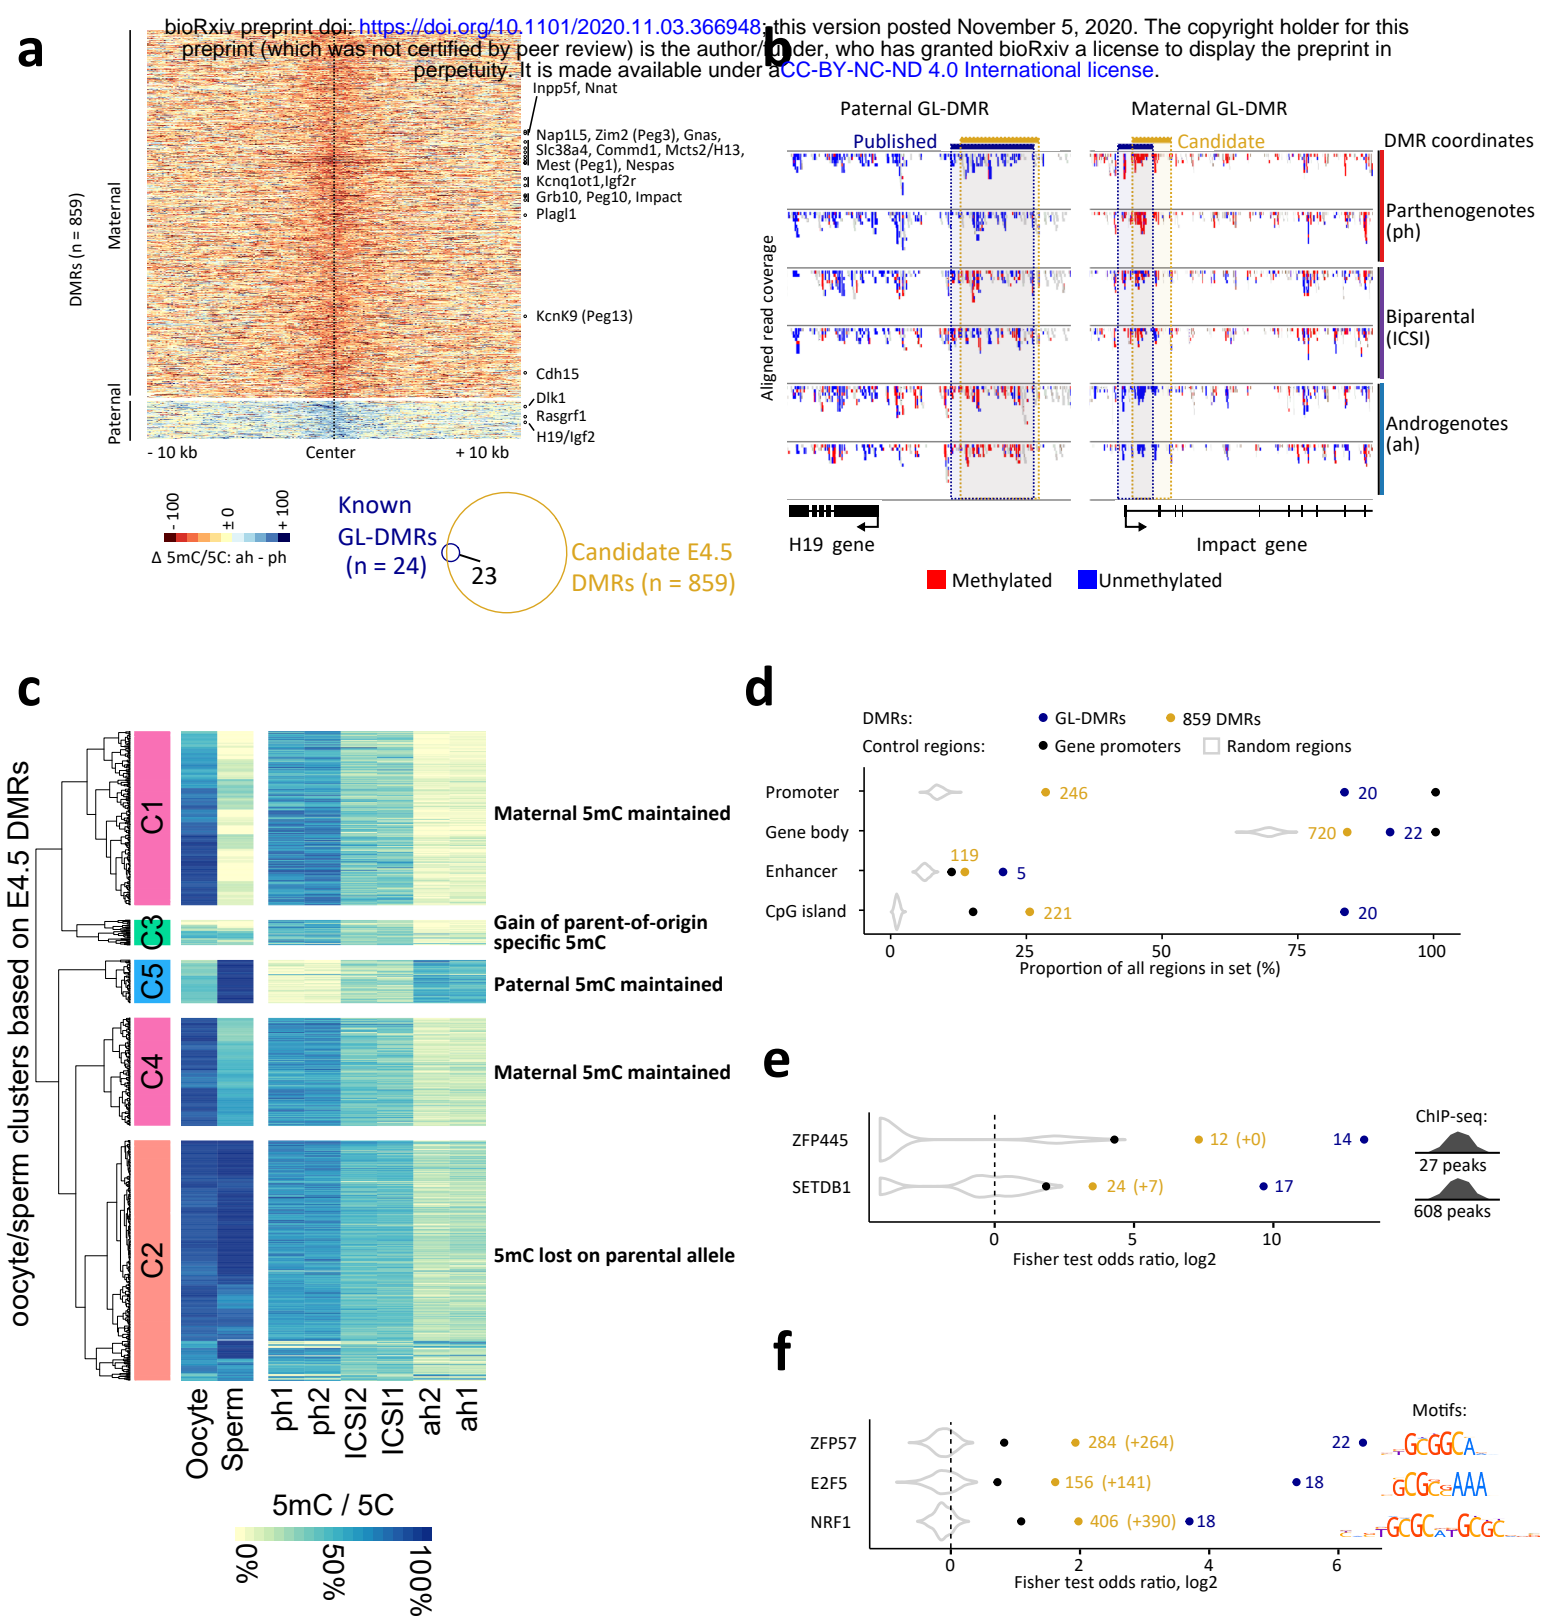 bioRxiv preprint doi: https://doi.org/10.1101/2020.11.03.366948; this version posted November 5, 2020. The copyright holder for this
preprint (which was not certified by peer review) is the author/funder, who has granted bioRxiv a license to display the preprint in
perpetuity. It is made available under aCC-BY-NC-ND 4.0 International license.
a
DMRs (n = 859)
Maternal
Paternal
Inpp5f, Nnat
Nap1L5, Zim2 (Peg3), Gnas,
Slc38a4, Commd1, Mcts2/H13,
Mest (Peg1), Nespas
Kcnq1ot1,Igf2r
Grb10, Peg10, Impact
Plagl1
KcnK9 (Peg13)
Cdh15
Dlk1
Rasgrf1
H19/Igf2
- 10 kb Center +10 kb
- 100 ± 0 + 100
Δ 5mC/5C: ah - ph
Known
GL-DMRs
(n = 24)
23
Candidate E4.5
DMRs (n = 859)
b
Paternal GL-DMR Maternal GL-DMR
Published Candidate DMR coordinates
Aligned read coverage
Parthenogenotes
(ph)
Biparental
(ICSI)
Androgenotes
(ah)
H19 gene Impact gene
Methylated Unmethylated
c
oocyte/sperm clusters based on E4.5 DMRs
C1
Maternal 5mC maintained
C3
Gain of parent-of-origin
specific 5mC
C5
Paternal 5mC maintained
C4
Maternal 5mC maintained
C2
5mC lost on parental allele
Oocyte Sperm ph1 ph2 ICSI2 ICSI1 ah2 ah1
5mC / 5C
0% 50% 100%
d
DMRs: GL-DMRs 859 DMRs
Control regions: Gene promoters Random regions
Promoter 246 20
Gene body 720 22
Enhancer 119 5
CpG island 221 20
0 25 50 75 100
Proportion of all regions in set (%)
e
ZFP445 12 (+0) 14
SETDB1 24 (+7) 17
ChIP-seq:
27 peaks
608 peaks
0 5 10
Fisher test odds ratio, log2
f
Motifs:
ZFP57 284 (+264) 22 GCGGCA
E2F5 156 (+141) 18 GCGCGAAA
NRF1 406 (+390) 18 TGCGCATGCGC
0 2 4 6
Fisher test odds ratio, log2